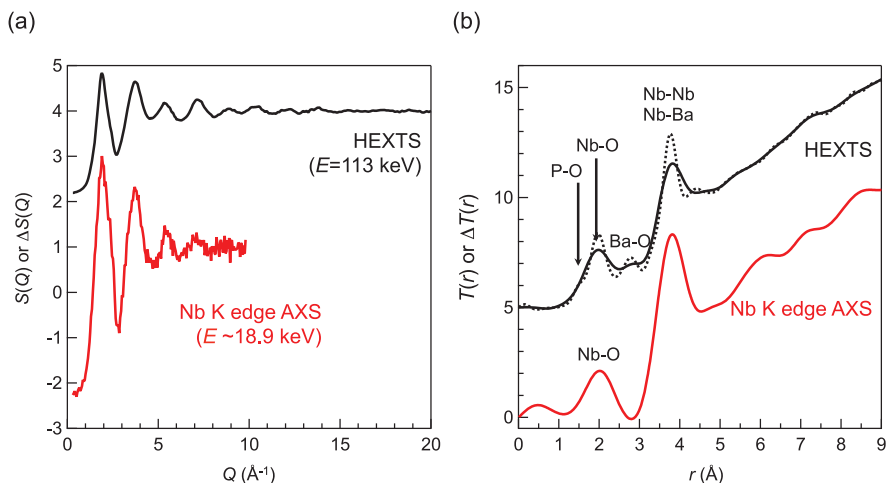 (a)
4
3
2
1
0
-1
-2
-3
5
S(Q) or ΔS(Q)
HEXTS
(E=113 keV)
Nb K edge AXS
(E ~18.9 keV)
0
5
10
15
20
Q (Å-1)
(b)
15
10
5
0
T(r) or ΔT(r)
Nb-Nb
Nb-Ba
Nb-O
P-O
Ba-O
HEXTS
Nb K edge AXS
Nb-O
0
1
2
3
4
5
6
7
8
9
r (Å)